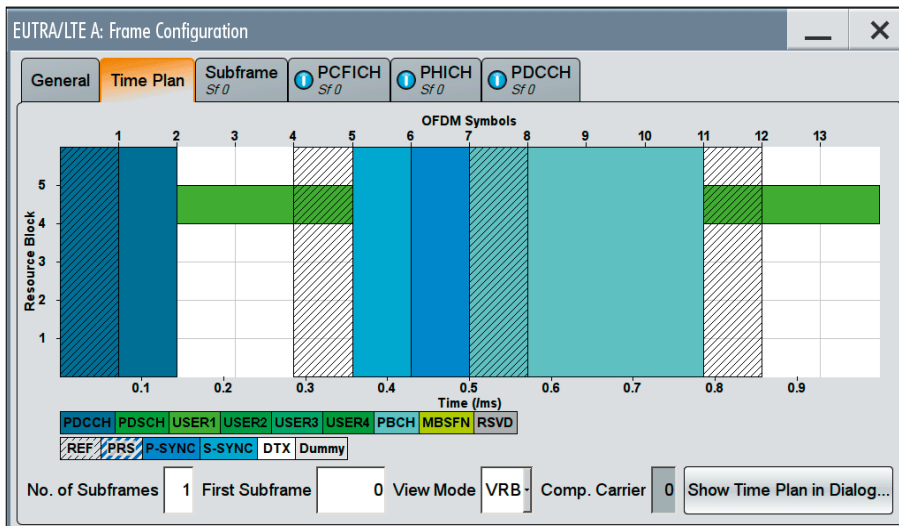 EUTRA/LTE A: Frame Configuration
General Time Plan Subframe Sf 0 PCFICH Sf 0 PHICH Sf 0 PDCCH Sf 0
OFDM Symbols
1 2 3 4 5 6 7 8 9 10 11 12 13
Resource Block
5
4
3
2
1
0.1 0.2 0.3 0.4 0.5 0.6 0.7 0.8 0.9
Time (/ms)
PDCCH PDSCH USER1 USER2 USER3 USER4 PBCH MBSFN RSVD
REF PRS P-SYNC S-SYNC DTX Dummy
No. of Subframes 1 First Subframe 0 View Mode VRB Comp. Carrier 0 Show Time Plan in Dialog...